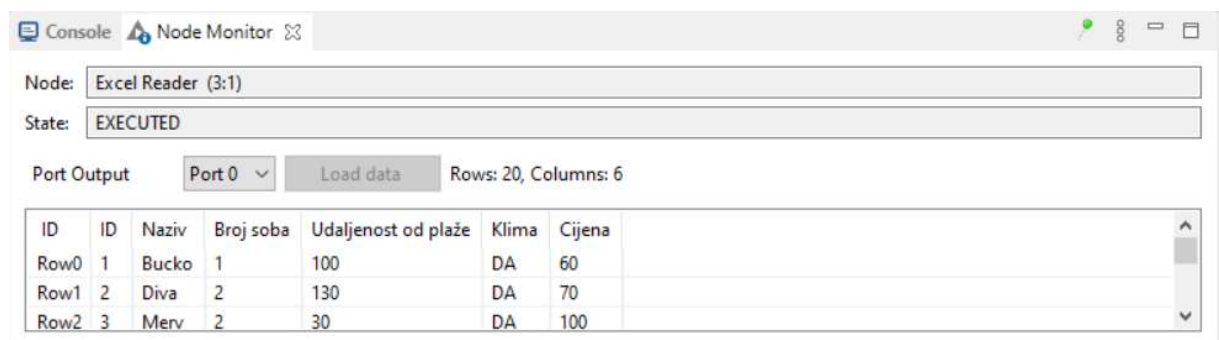 Console Node Monitor
Node: Excel Reader (3:1)
State: EXECUTED
Port Output Port 0 Load data Rows: 20, Columns: 6
ID ID Naziv Broj soba Udaljenost od plaže Klima Cijena
Row0 1 Bucko 1 100 DA 60
Row1 2 Diva 2 130 DA 70
Row2 3 Merv 2 30 DA 100